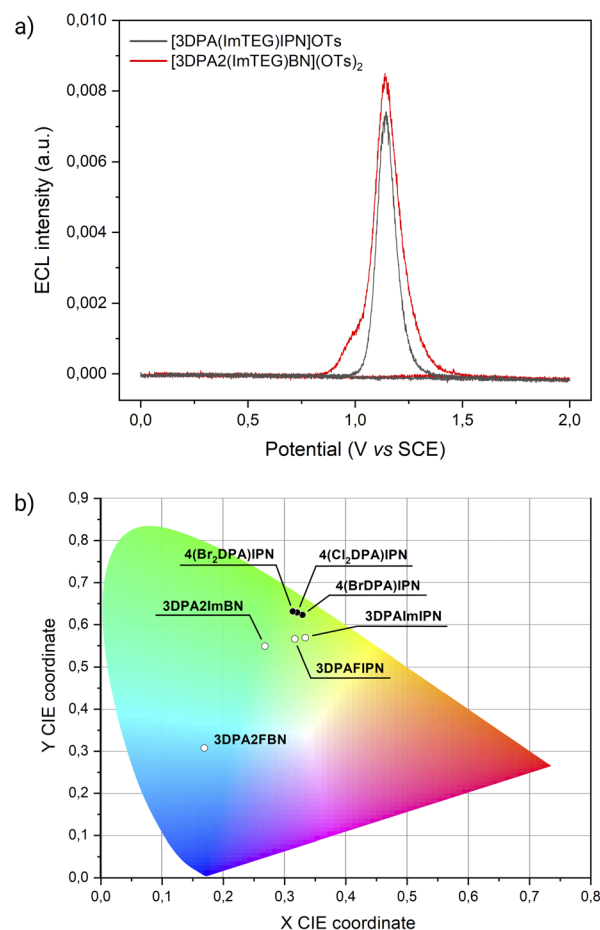 a)
0,010
0,008
0,006
0,004
0,002
0,000
ECL intensity (a.u.)
[3DPA(ImTEG)IPN]OTs
[3DPA2(ImTEG)BN](OTs)₂
0,0 0,5 1,0 1,5 2,0
Potential (V vs SCE)
b)
0,9
0,8
0,7
0,6
0,5
0,4
0,3
0,2
0,1
0,0
Y CIE coordinate
4(Br₂DPA)IPN
4(Cl₂DPA)IPN
4(BrDPA)IPN
3DPA2ImBN
3DPAImIPN
3DPAFIPN
3DPA2FBN
0,0 0,1 0,2 0,3 0,4 0,5 0,6 0,7 0,8
X CIE coordinate